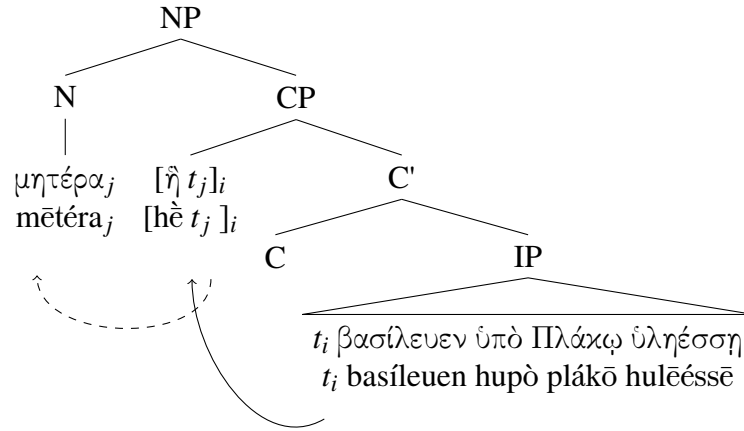 NP
N CP
μητέρα_j [ἣ t_j]_i C'
mētéra_j [hḕ t_j ]_i
C IP
t_i βασίλευεν ὑπὸ Πλάκῳ ὑληέσσῃ
t_i basíleuen hupò plákō hulēéssē